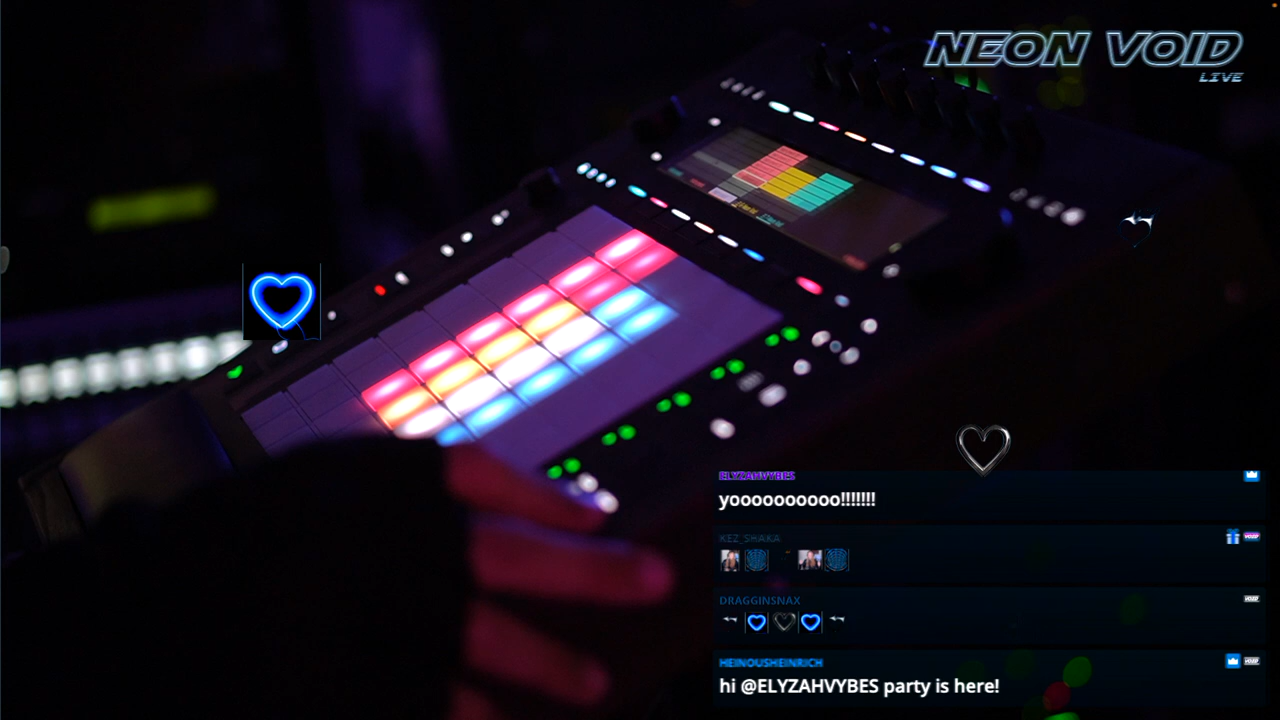 NEON VOID
LIVE
ELYZAHVYBES
yoooooooooo!!!!!!!
KEZ_SHAKA
DRAGGINSNAX
HEINOUSHEINRICH
hi @ELYZAHVYBES party is here!